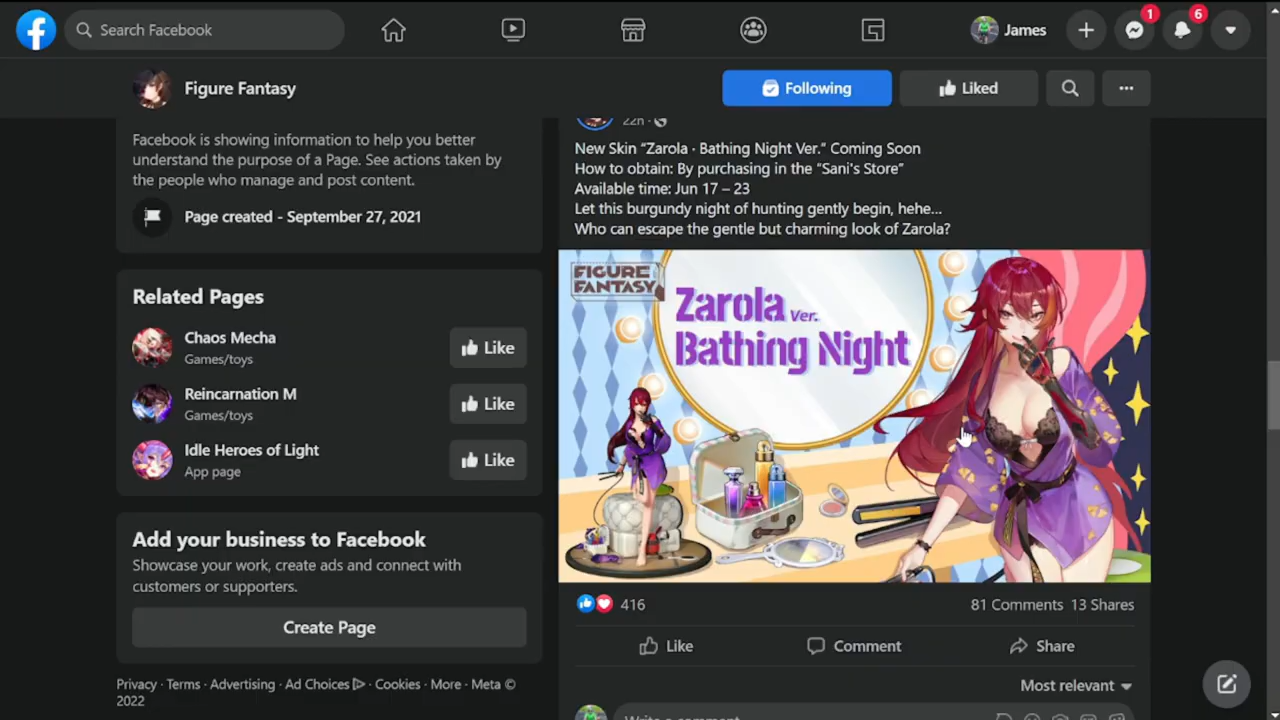 Search Facebook
James
1
6
Figure Fantasy
Following
Liked
Facebook is showing information to help you better
understand the purpose of a Page. See actions taken by
the people who manage and post content.
Page created - September 27, 2021
Related Pages
Chaos Mecha
Games/toys
Like
Reincarnation M
Games/toys
Like
Idle Heroes of Light
App page
Like
Add your business to Facebook
Showcase your work, create ads and connect with
customers or supporters.
Create Page
Privacy · Terms · Advertising · Ad Choices · Cookies · More · Meta ©
2022
22h ·
New Skin “Zarola · Bathing Night Ver.” Coming Soon
How to obtain: By purchasing in the “Sani's Store”
Available time: Jun 17 – 23
Let this burgundy night of hunting gently begin, hehe...
Who can escape the gentle but charming look of Zarola?
FIGURE
FANTASY
Zarola Ver.
Bathing Night
416
81 Comments 13 Shares
Like
Comment
Share
Most relevant
Write a comment